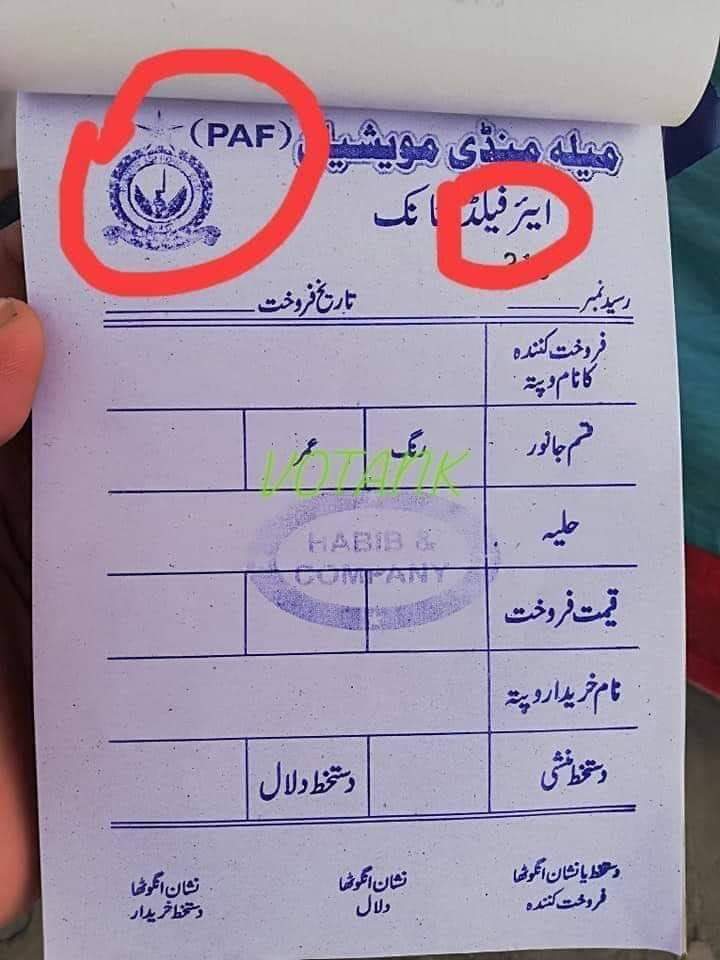 (PAF) میلہ منڈی مویشیاں
ایئر فیلڈ ٹانک
رسید نمبر تاریخ فروخت
فروخت کنندہ
کا نام و پتہ
قسم جانور رنگ عمر
VOTANK
حلیہ
HABIB &
COMPANY
قیمت فروخت
نام خریدار و پتہ
دستخط منشی دستخط دلال
دستخط یا نشان انگوٹھا نشان انگوٹھا نشان انگوٹھا
فروخت کنندہ دلال دستخط خریدار